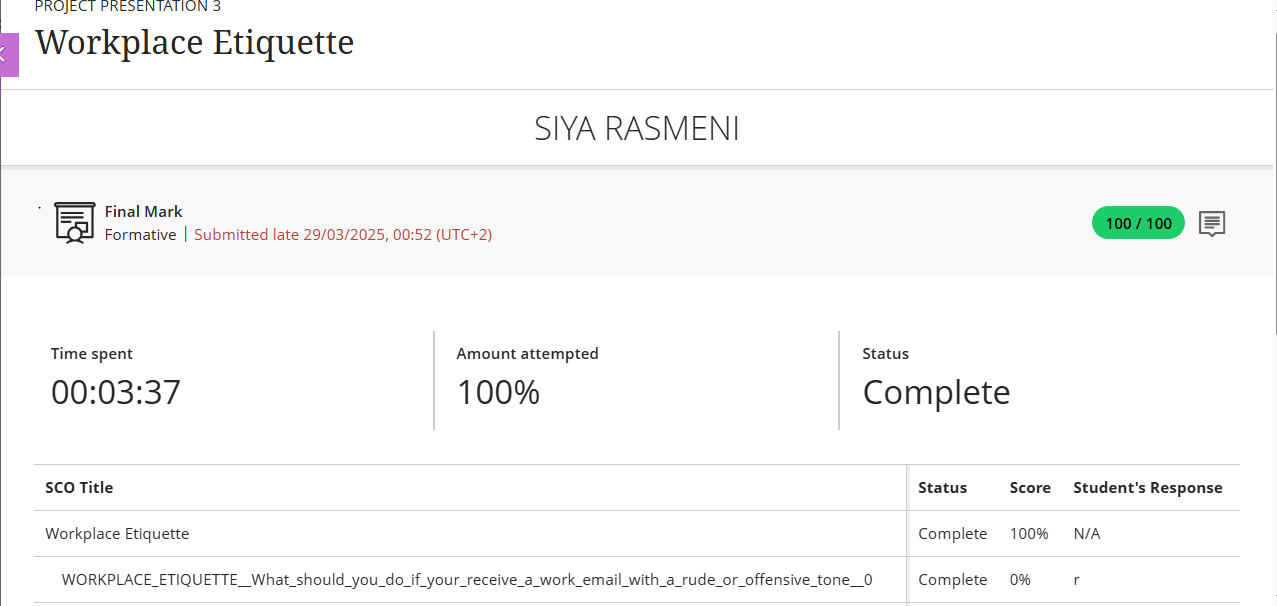 PROJECT PRESENTATION 3
Workplace Etiquette
SIYA RASMENI
Final Mark
Formative | Submitted late 29/03/2025, 00:52 (UTC+2)
100 / 100
Time spent
Amount attempted
Status
00:03:37
100%
Complete
SCO Title Status Score Student's Response
Workplace Etiquette Complete 100% N/A
WORKPLACE_ETIQUETTE__What_should_you_do_if_your_receive_a_work_email_with_a_rude_or_offensive_tone__0 Complete 0% r